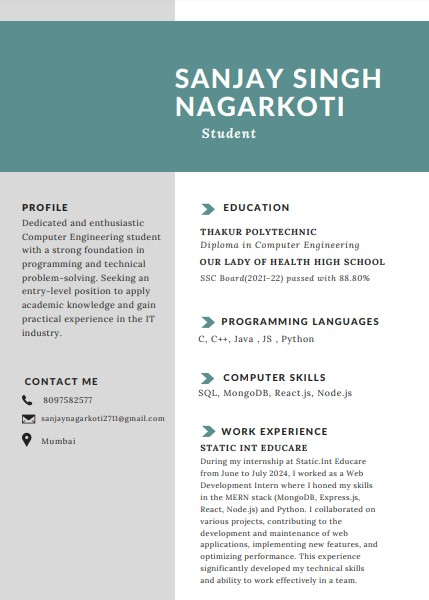 SANJAY SINGH
NAGARKOTI
Student
PROFILE
Dedicated and enthusiastic
Computer Engineering student
with a strong foundation in
programming and technical
problem-solving. Seeking an
entry-level position to apply
academic knowledge and gain
practical experience in the IT
industry.
CONTACT ME
8097582577
sanjaynagarkoti2711@gmail.com
Mumbai
EDUCATION
THAKUR POLYTECHNIC
Diploma in Computer Engineering
OUR LADY OF HEALTH HIGH SCHOOL
SSC Board(2021-22) passed with 88.80%
PROGRAMMING LANGUAGES
C, C++, Java , JS , Python
COMPUTER SKILLS
SQL, MongoDB, React.js, Node.js
WORK EXPERIENCE
STATIC INT EDUCARE
During my internship at Static.Int Educare
from June to July 2024, I worked as a Web
Development Intern where I honed my skills
in the MERN stack (MongoDB, Express.js,
React, Node.js) and Python. I collaborated on
various projects, contributing to the
development and maintenance of web
applications, implementing new features, and
optimizing performance. This experience
significantly developed my technical skills
and ability to work effectively in a team.